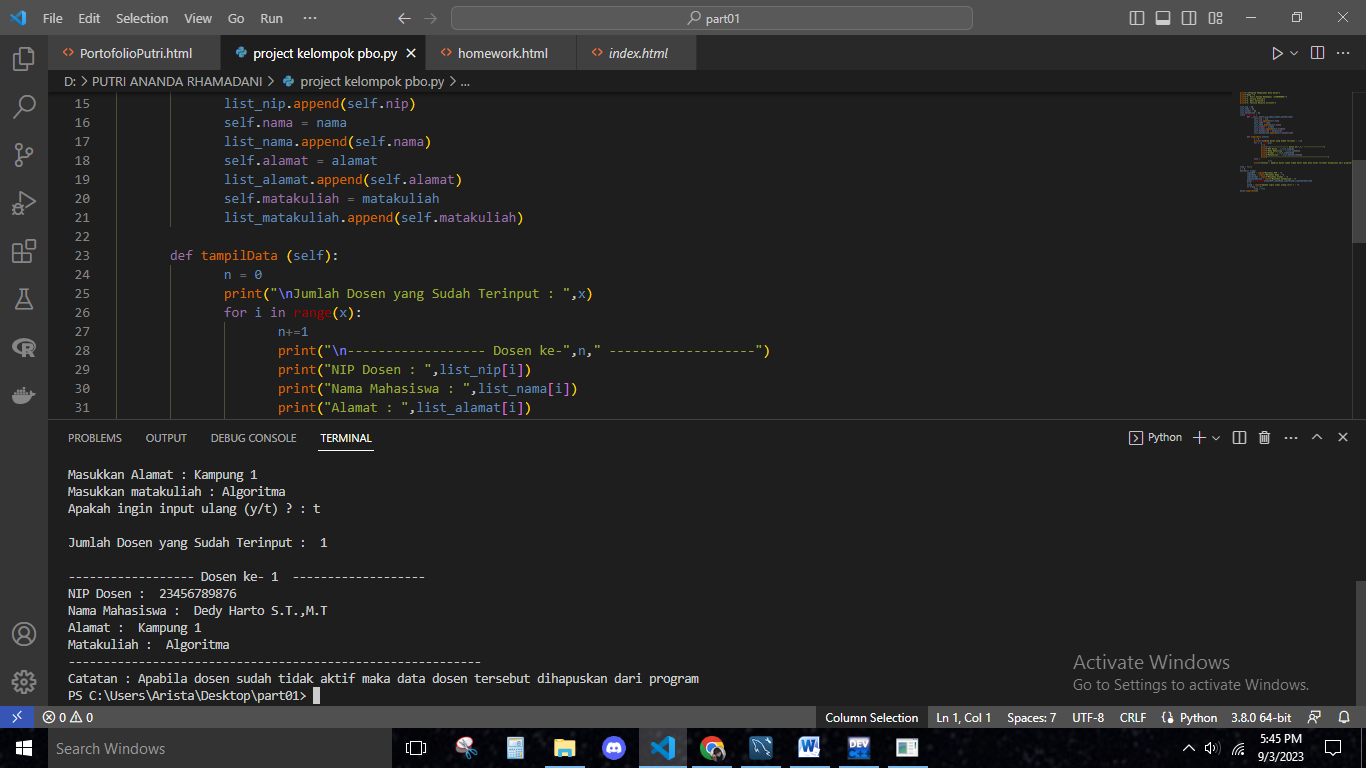 File Edit Selection View Go Run ··· part01
PortofolioPutri.html project kelompok pbo.py homework.html index.html
D: > PUTRI ANANDA RHAMADANI > project kelompok pbo.py > ...
15 list_nip.append(self.nip)
16 self.nama = nama
17 list_nama.append(self.nama)
18 self.alamat = alamat
19 list_alamat.append(self.alamat)
20 self.matakuliah = matakuliah
21 list_matakuliah.append(self.matakuliah)
22
23 def tampilData (self):
24 n = 0
25 print("\nJumlah Dosen yang Sudah Terinput : ",x)
26 for i in range(x):
27 n+=1
28 print("\n------------------ Dosen ke-",n," -------------------")
29 print("NIP Dosen : ",list_nip[i])
30 print("Nama Mahasiswa : ",list_nama[i])
31 print("Alamat : ",list_alamat[i])
PROBLEMS OUTPUT DEBUG CONSOLE TERMINAL Python
Masukkan Alamat : Kampung 1
Masukkan matakuliah : Algoritma
Apakah ingin input ulang (y/t) ? : t
Jumlah Dosen yang Sudah Terinput :  1
------------------ Dosen ke- 1  -------------------
NIP Dosen :  23456789876
Nama Mahasiswa :  Dedy Harto S.T.,M.T
Alamat :  Kampung 1
Matakuliah :  Algoritma
-----------------------------------------------------------
Catatan : Apabila dosen sudah tidak aktif maka data dosen tersebut dihapuskan dari program
PS C:\Users\Arista\Desktop\part01>
Activate Windows
Go to Settings to activate Windows.
0 0 Column Selection Ln 1, Col 1 Spaces: 7 UTF-8 CRLF Python 3.8.0 64-bit
Search Windows
DEV
5:45 PM
9/3/2023